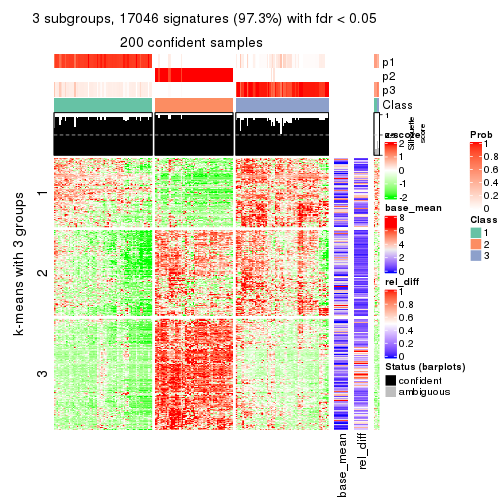 3 subgroups, 17046 signatures (97.3%) with fdr < 0.05
200 confident samples
p1
p2
p3
Class
1
Silhouette
score
k-means with 3 groups
1
2
3
base_mean
rel_diff
z-score
2
1
0
-1
-2
base_mean
8
6
4
2
0
rel_diff
1
0.8
0.6
0.4
0.2
0
Status (barplots)
confident
ambiguous
Prob
1
0.8
0.6
0.4
0.2
0
Class
1
2
3